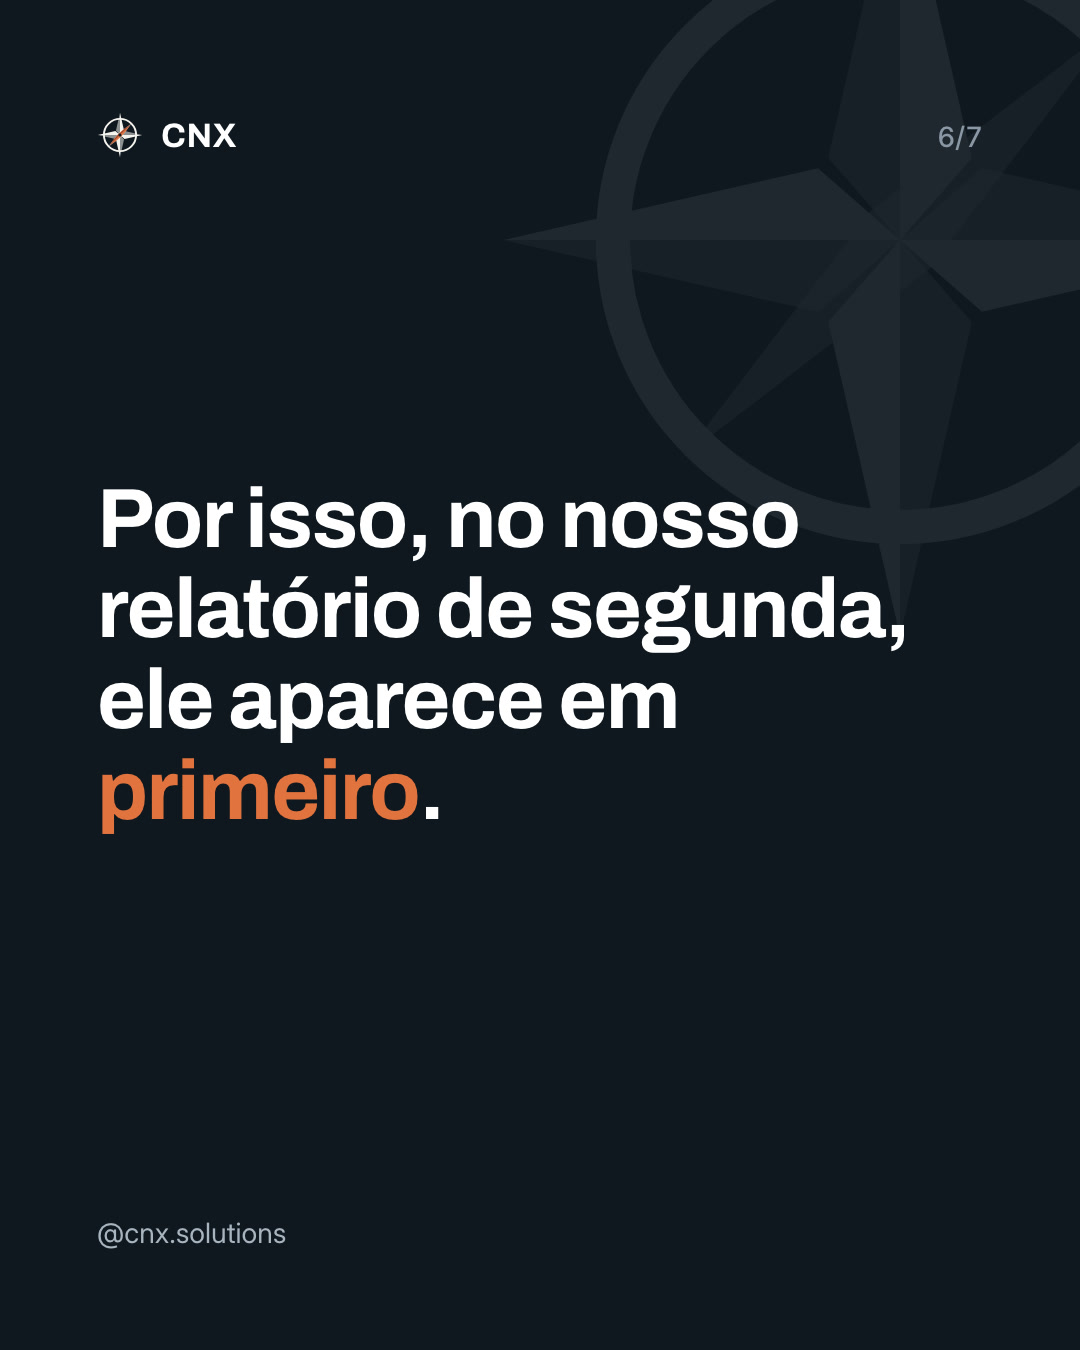 CNX
6/7
Por isso, no nosso
relatório de segunda,
ele aparece em
primeiro.
@cnx.solutions